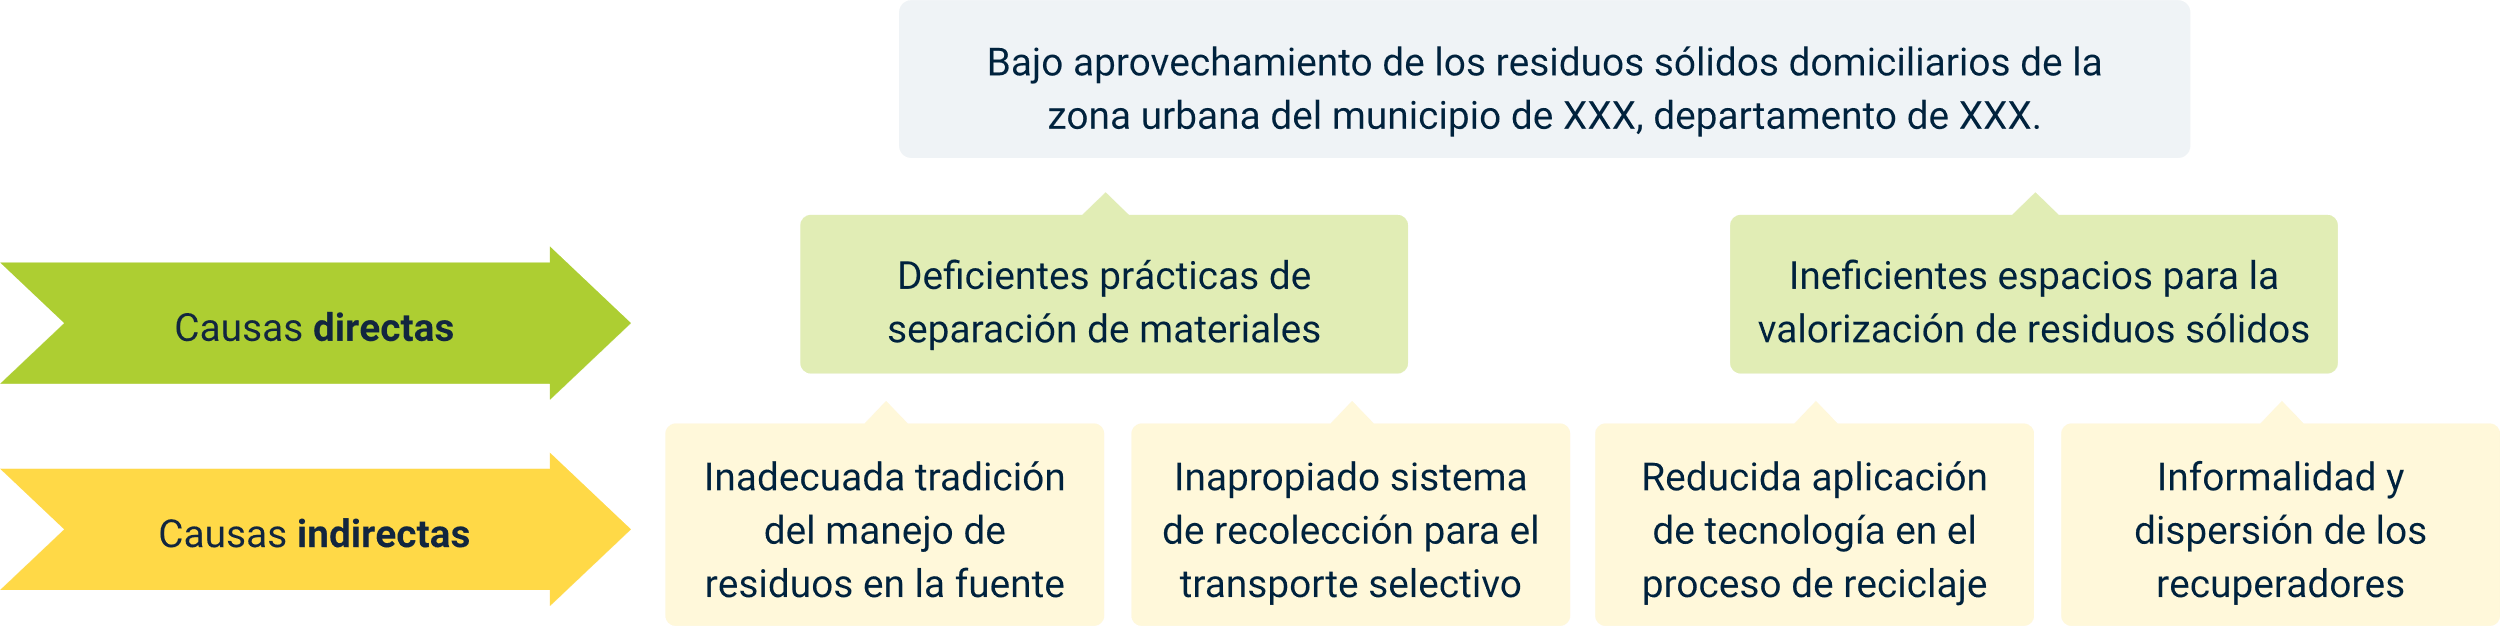 Bajo aprovechamiento de los residuos sólidos domiciliarios de la
zona urbana del municipio de XXX, departamento de XXX.
Causas directas
Deficientes prácticas de
separación de materiales
Ineficientes espacios para la
valorización de residuos sólidos
Causas indirectas
Inadecuada tradición
del manejo de
residuos en la fuente
Inapropiado sistema
de recolección para el
transporte selectivo
Reducida aplicación
de tecnología en el
proceso de reciclaje
Informalidad y
dispersión de los
recuperadores